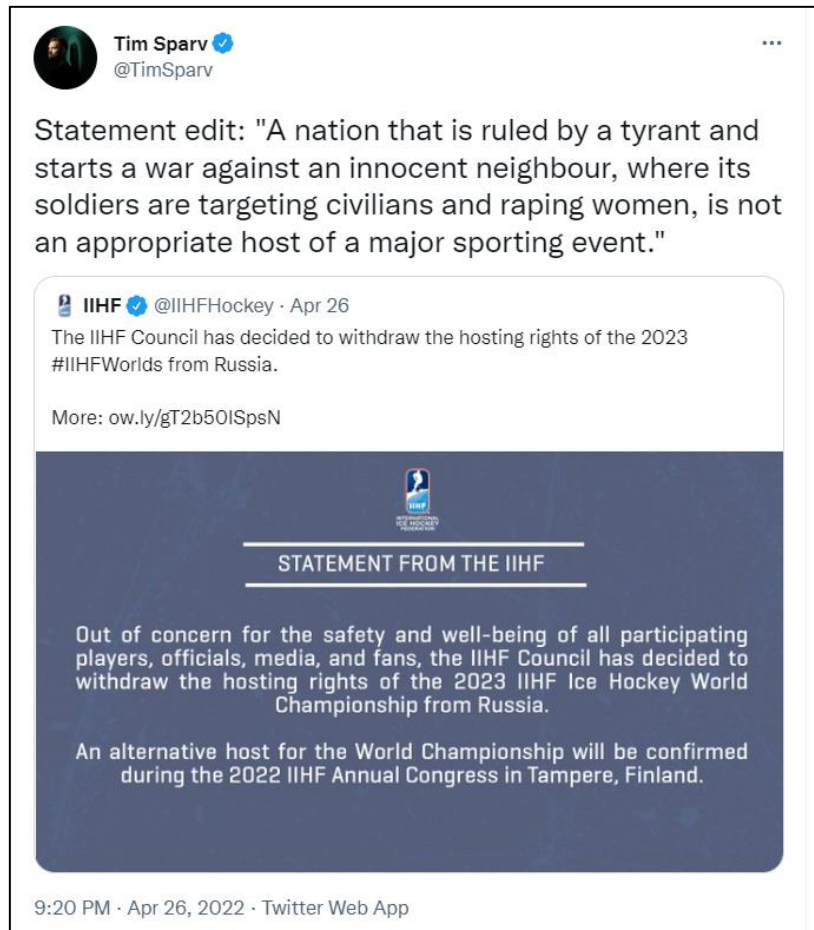 Tim Sparv
@TimSparv
Statement edit: "A nation that is ruled by a tyrant and
starts a war against an innocent neighbour, where its
soldiers are targeting civilians and raping women, is not
an appropriate host of a major sporting event."
IIHF @IIHFHockey · Apr 26
The IIHF Council has decided to withdraw the hosting rights of the 2023
#IIHFWorlds from Russia.
More: ow.ly/gT2b50ISpsN
IIHF
INTERNATIONAL
ICE HOCKEY
FEDERATION
STATEMENT FROM THE IIHF
Out of concern for the safety and well-being of all participating
players, officials, media, and fans, the IIHF Council has decided to
withdraw the hosting rights of the 2023 IIHF Ice Hockey World
Championship from Russia.
An alternative host for the World Championship will be confirmed
during the 2022 IIHF Annual Congress in Tampere, Finland.
9:20 PM · Apr 26, 2022 · Twitter Web App